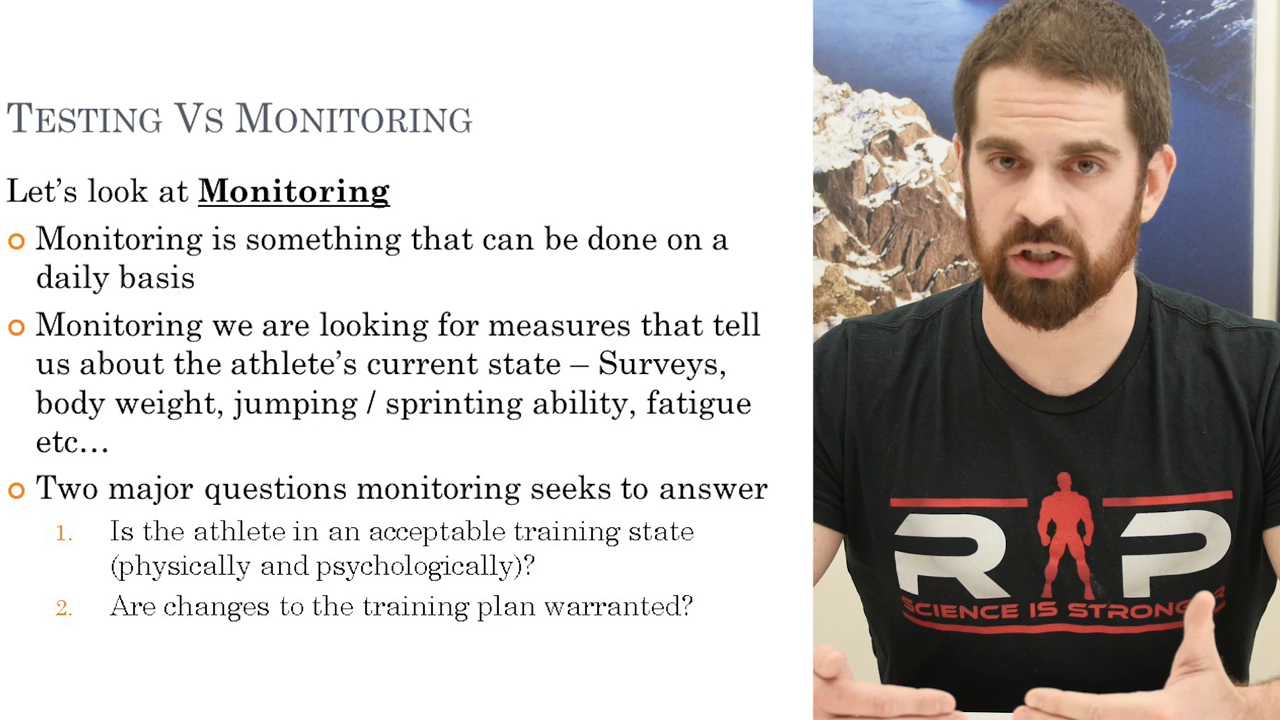 TESTING VS MONITORING
Let's look at Monitoring
Monitoring is something that can be done on a
daily basis
Monitoring we are looking for measures that tell
us about the athlete's current state – Surveys,
body weight, jumping / sprinting ability, fatigue
etc…
Two major questions monitoring seeks to answer
1. Is the athlete in an acceptable training state
(physically and psychologically)?
2. Are changes to the training plan warranted?
R P
SCIENCE IS STRONG